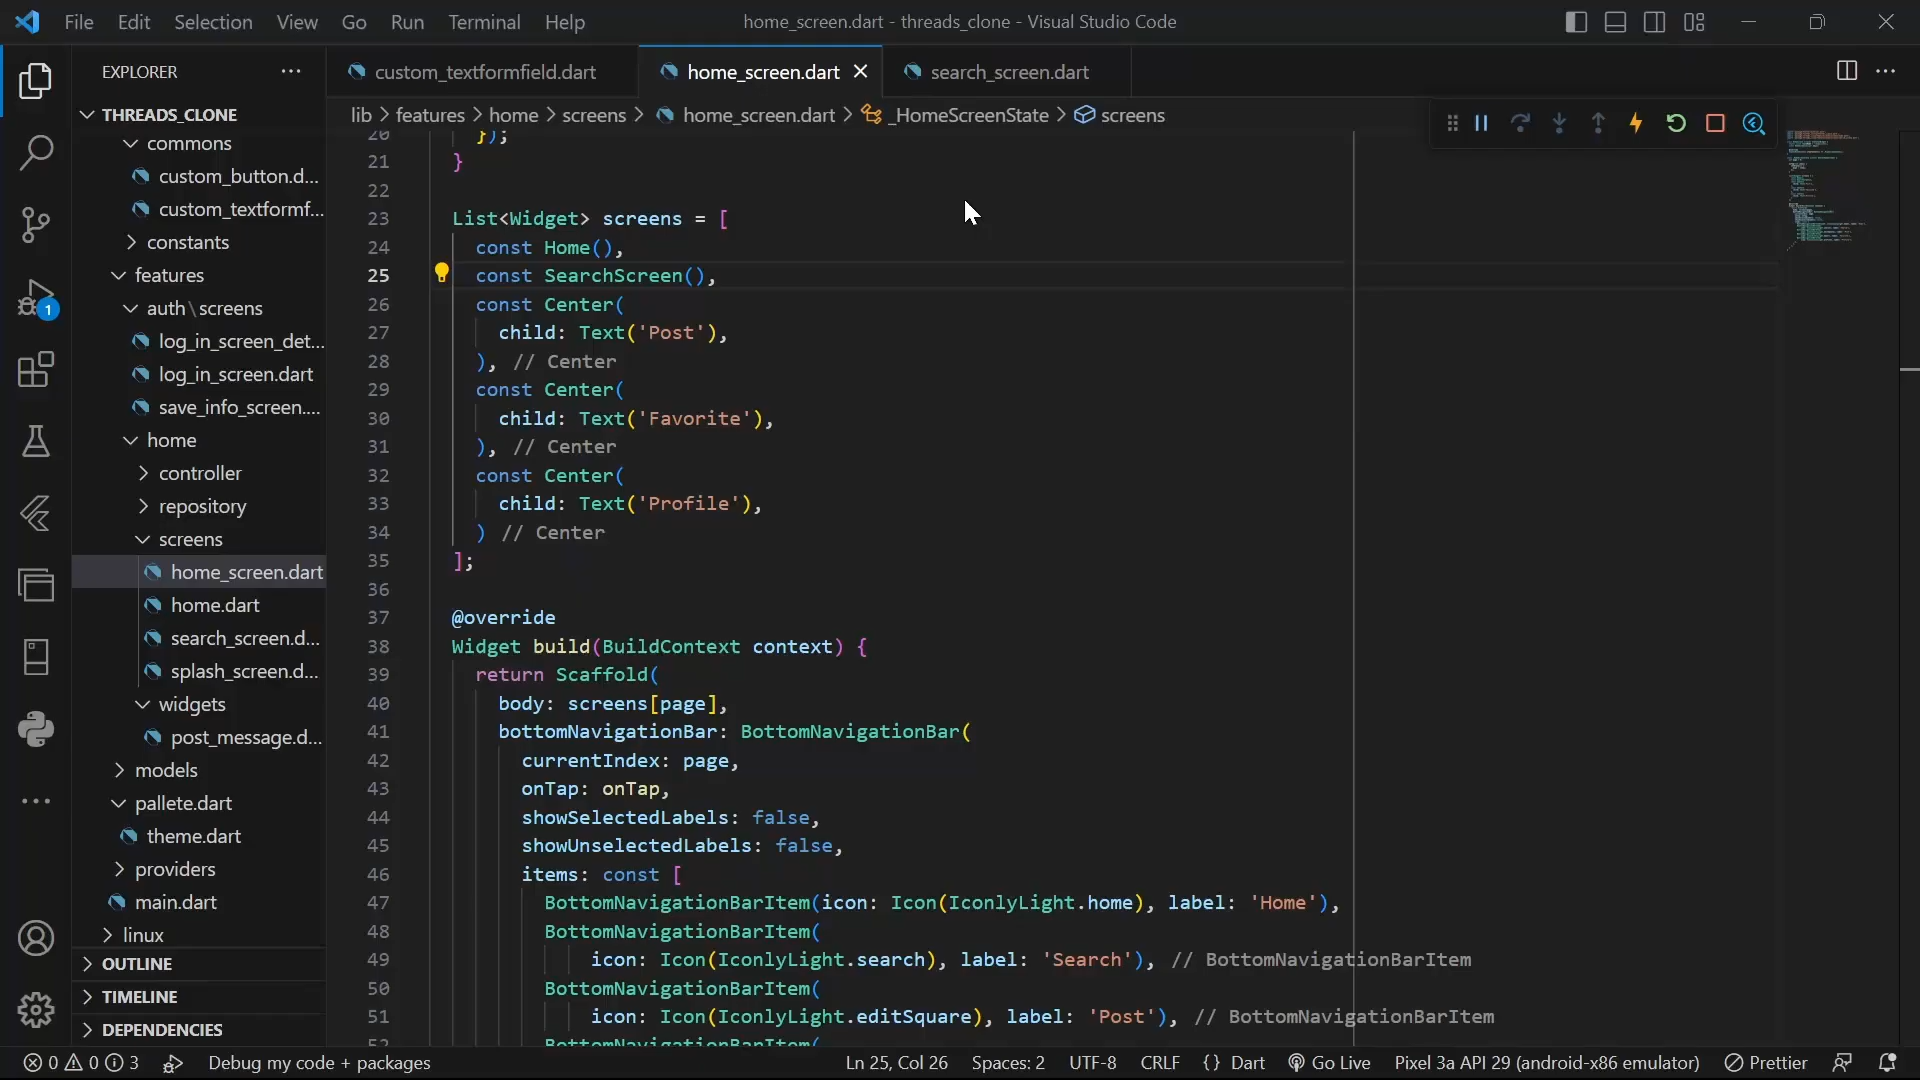 File Edit Selection View Go Run Terminal Help
home_screen.dart - threads_clone - Visual Studio Code
EXPLORER
THREADS_CLONE
commons
custom_button.d...
custom_textformf...
constants
features
auth\screens
log_in_screen_det...
log_in_screen.dart
save_info_screen....
home
controller
repository
screens
home_screen.dart
home.dart
search_screen.d...
splash_screen.d...
widgets
post_message.d...
models
pallete.dart
theme.dart
providers
main.dart
linux
OUTLINE
TIMELINE
DEPENDENCIES
1
custom_textformfield.dart
home_screen.dart
search_screen.dart
lib > features > home > screens > home_screen.dart > _HomeScreenState > screens
20 });
21 }
22
23 List<Widget> screens = [
24 const Home(),
25 const SearchScreen(),
26 const Center(
27 child: Text('Post'),
28 ), // Center
29 const Center(
30 child: Text('Favorite'),
31 ), // Center
32 const Center(
33 child: Text('Profile'),
34 ) // Center
35 ];
36
37 @override
38 Widget build(BuildContext context) {
39 return Scaffold(
40 body: screens[page],
41 bottomNavigationBar: BottomNavigationBar(
42 currentIndex: page,
43 onTap: onTap,
44 showSelectedLabels: false,
45 showUnselectedLabels: false,
46 items: const [
47 BottomNavigationBarItem(icon: Icon(IconlyLight.home), label: 'Home'),
48 BottomNavigationBarItem(
49 icon: Icon(IconlyLight.search), label: 'Search'), // BottomNavigationBarItem
50 BottomNavigationBarItem(
51 icon: Icon(IconlyLight.editSquare), label: 'Post'), // BottomNavigationBarItem
52 BottomNavigationBarItem(
0 0 3 Debug my code + packages Ln 25, Col 26 Spaces: 2 UTF-8 CRLF {} Dart Go Live Pixel 3a API 29 (android-x86 emulator) Prettier